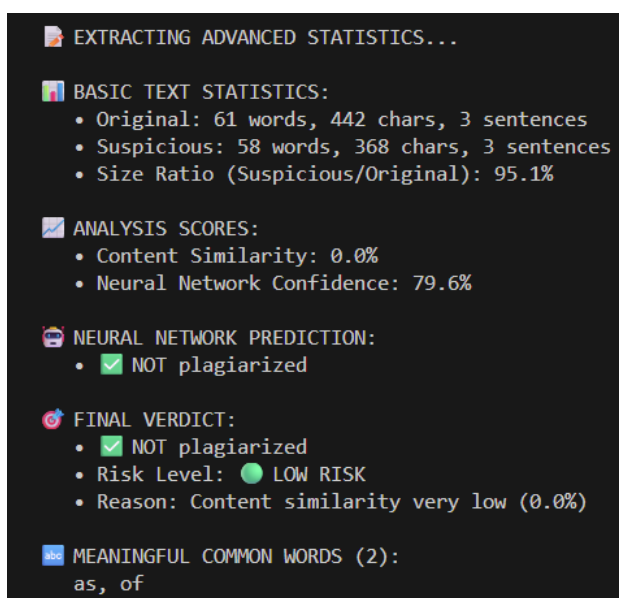 📝 EXTRACTING ADVANCED STATISTICS...
📊 BASIC TEXT STATISTICS:
• Original: 61 words, 442 chars, 3 sentences
• Suspicious: 58 words, 368 chars, 3 sentences
• Size Ratio (Suspicious/Original): 95.1%
📈 ANALYSIS SCORES:
• Content Similarity: 0.0%
• Neural Network Confidence: 79.6%
🤖 NEURAL NETWORK PREDICTION:
• ✅ NOT plagiarized
🎯 FINAL VERDICT:
• ✅ NOT plagiarized
• Risk Level: 🟢 LOW RISK
• Reason: Content similarity very low (0.0%)
🔤 MEANINGFUL COMMON WORDS (2):
as, of